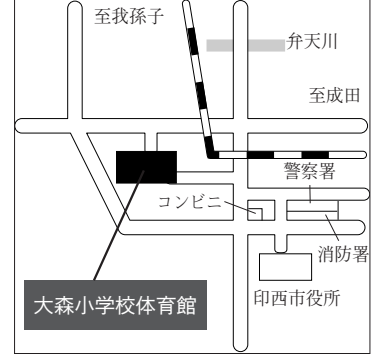 至我孫子
弁天川
至成田
警察署
コンビニ
消防署
印西市役所
大森小学校体育館